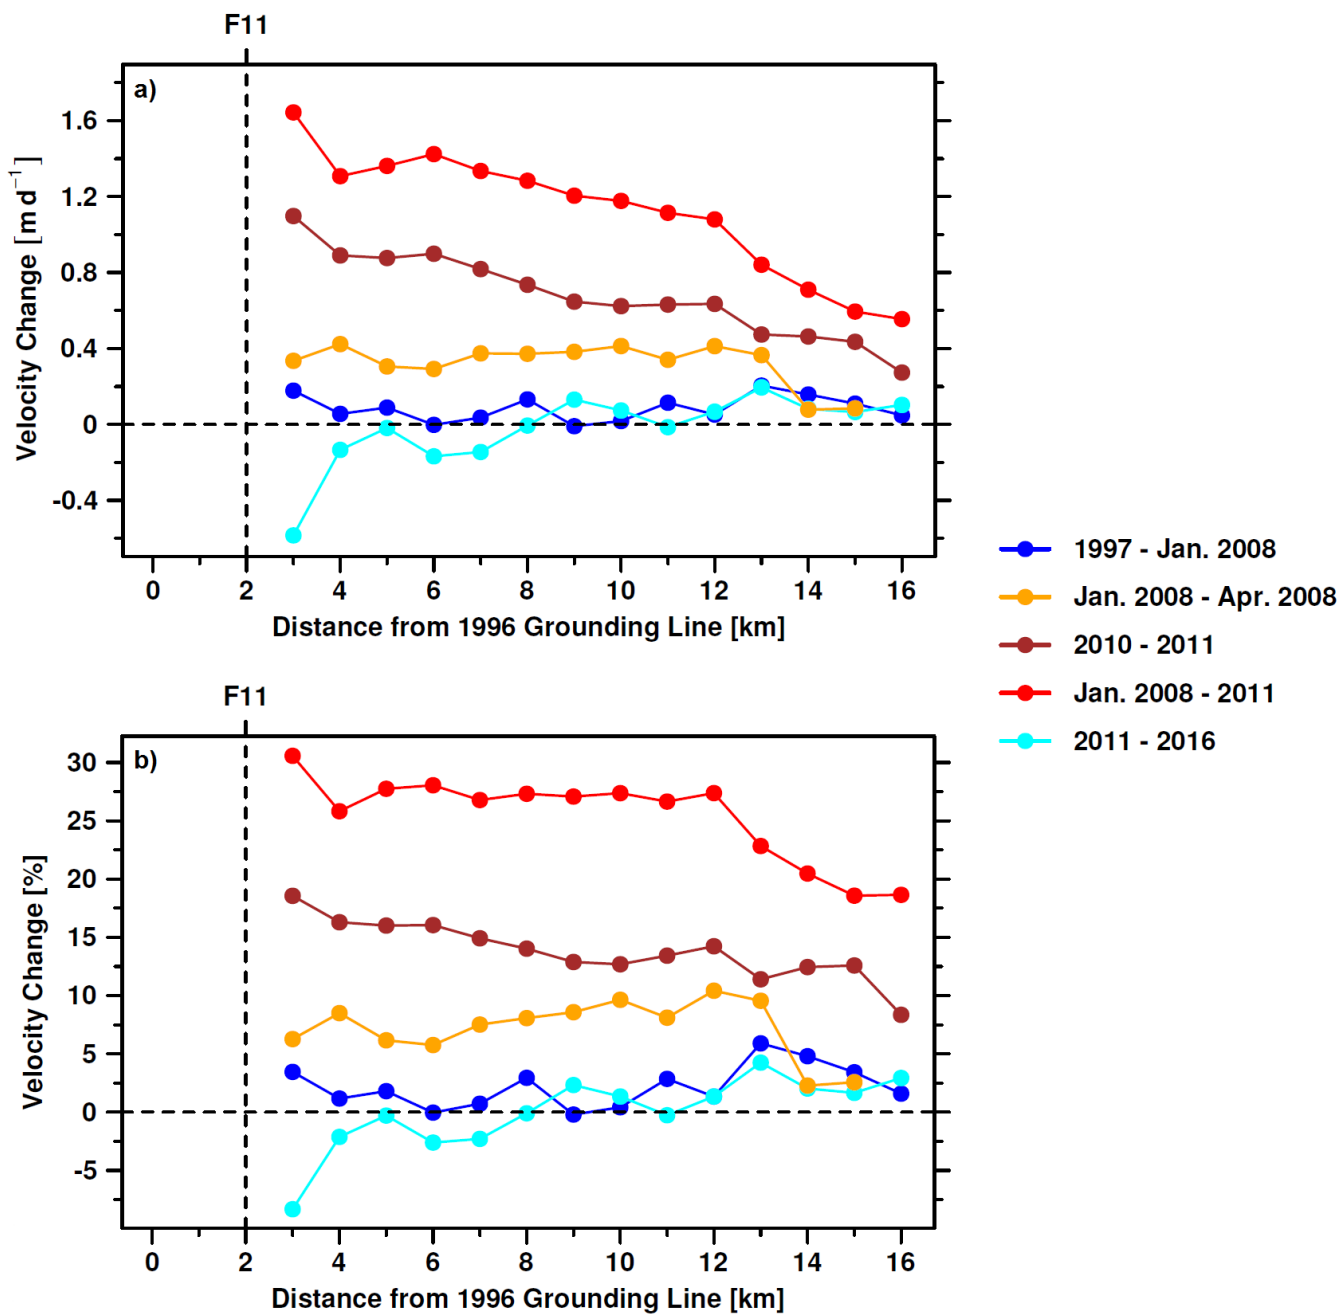 F11
a)
1.6
1.2
0.8
0.4
0
-0.4
Velocity Change [m d⁻¹]
0 2 4 6 8 10 12 14 16
Distance from 1996 Grounding Line [km]
1997 - Jan. 2008
Jan. 2008 - Apr. 2008
2010 - 2011
Jan. 2008 - 2011
2011 - 2016
F11
b)
30
25
20
15
10
5
0
-5
Velocity Change [%]
0 2 4 6 8 10 12 14 16
Distance from 1996 Grounding Line [km]